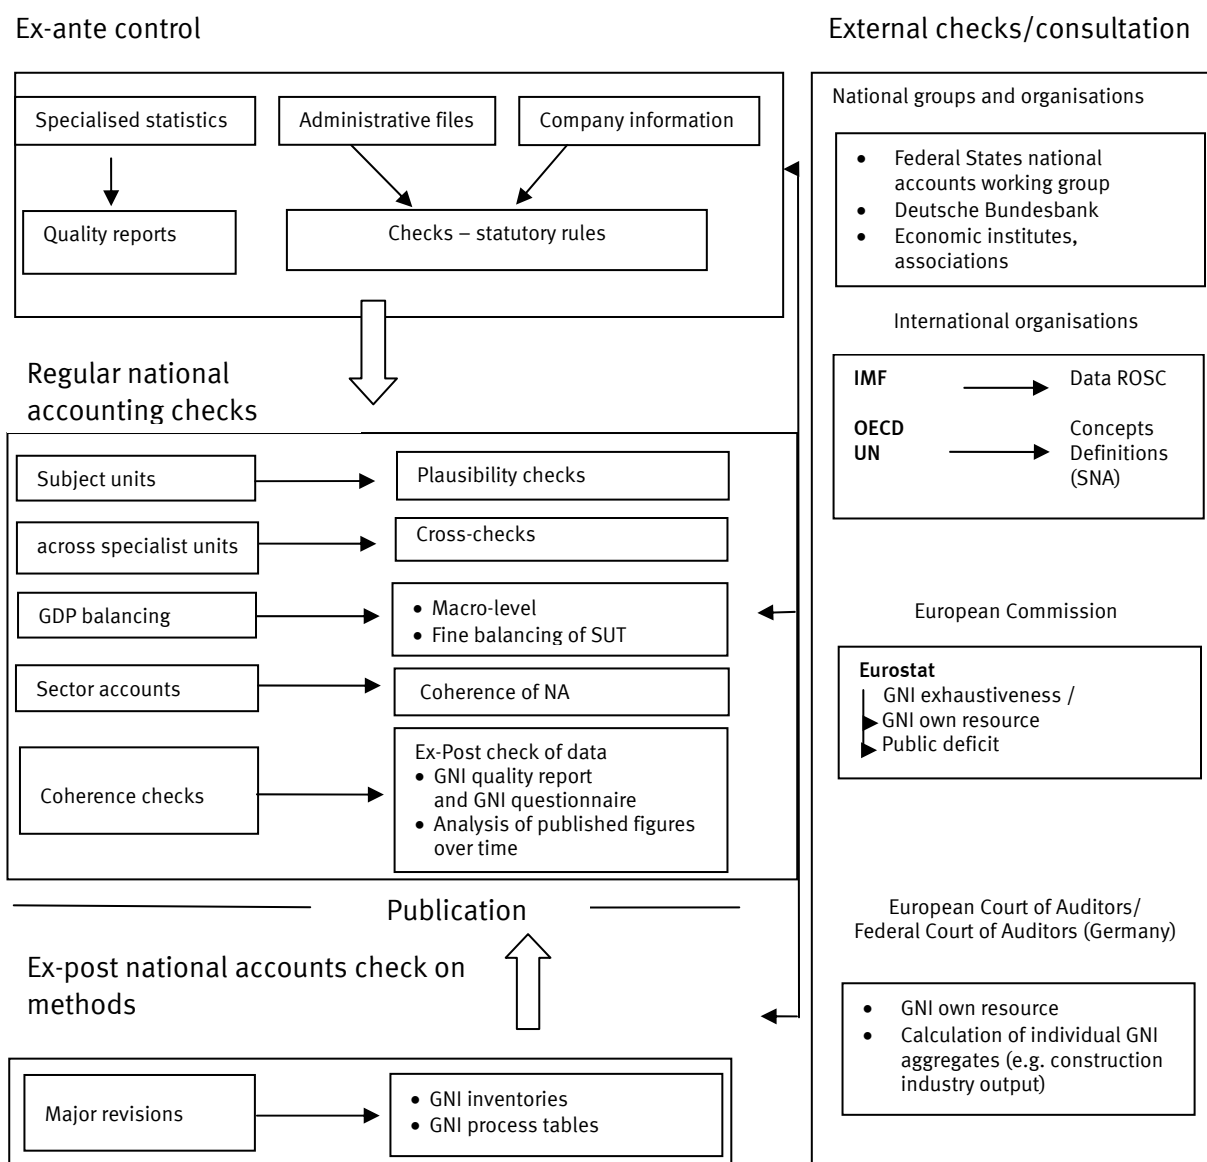 Ex-ante control
Specialised statistics
Administrative files
Company information
Quality reports
Checks – statutory rules
Regular national
accounting checks
Subject units
Plausibility checks
across specialist units
Cross-checks
GDP balancing
• Macro-level
• Fine balancing of SUT
Sector accounts
Coherence of NA
Coherence checks
Ex-Post check of data
• GNI quality report
and GNI questionnaire
• Analysis of published figures
over time
Publication
Ex-post national accounts check on
methods
Major revisions
• GNI inventories
• GNI process tables
External checks/consultation
National groups and organisations
• Federal States national
accounts working group
• Deutsche Bundesbank
• Economic institutes,
associations
International organisations
IMF
Data ROSC
OECD
UN
Concepts
Definitions
(SNA)
European Commission
Eurostat
GNI exhaustiveness /
GNI own resource
Public deficit
European Court of Auditors/
Federal Court of Auditors (Germany)
• GNI own resource
• Calculation of individual GNI
aggregates (e.g. construction
industry output)